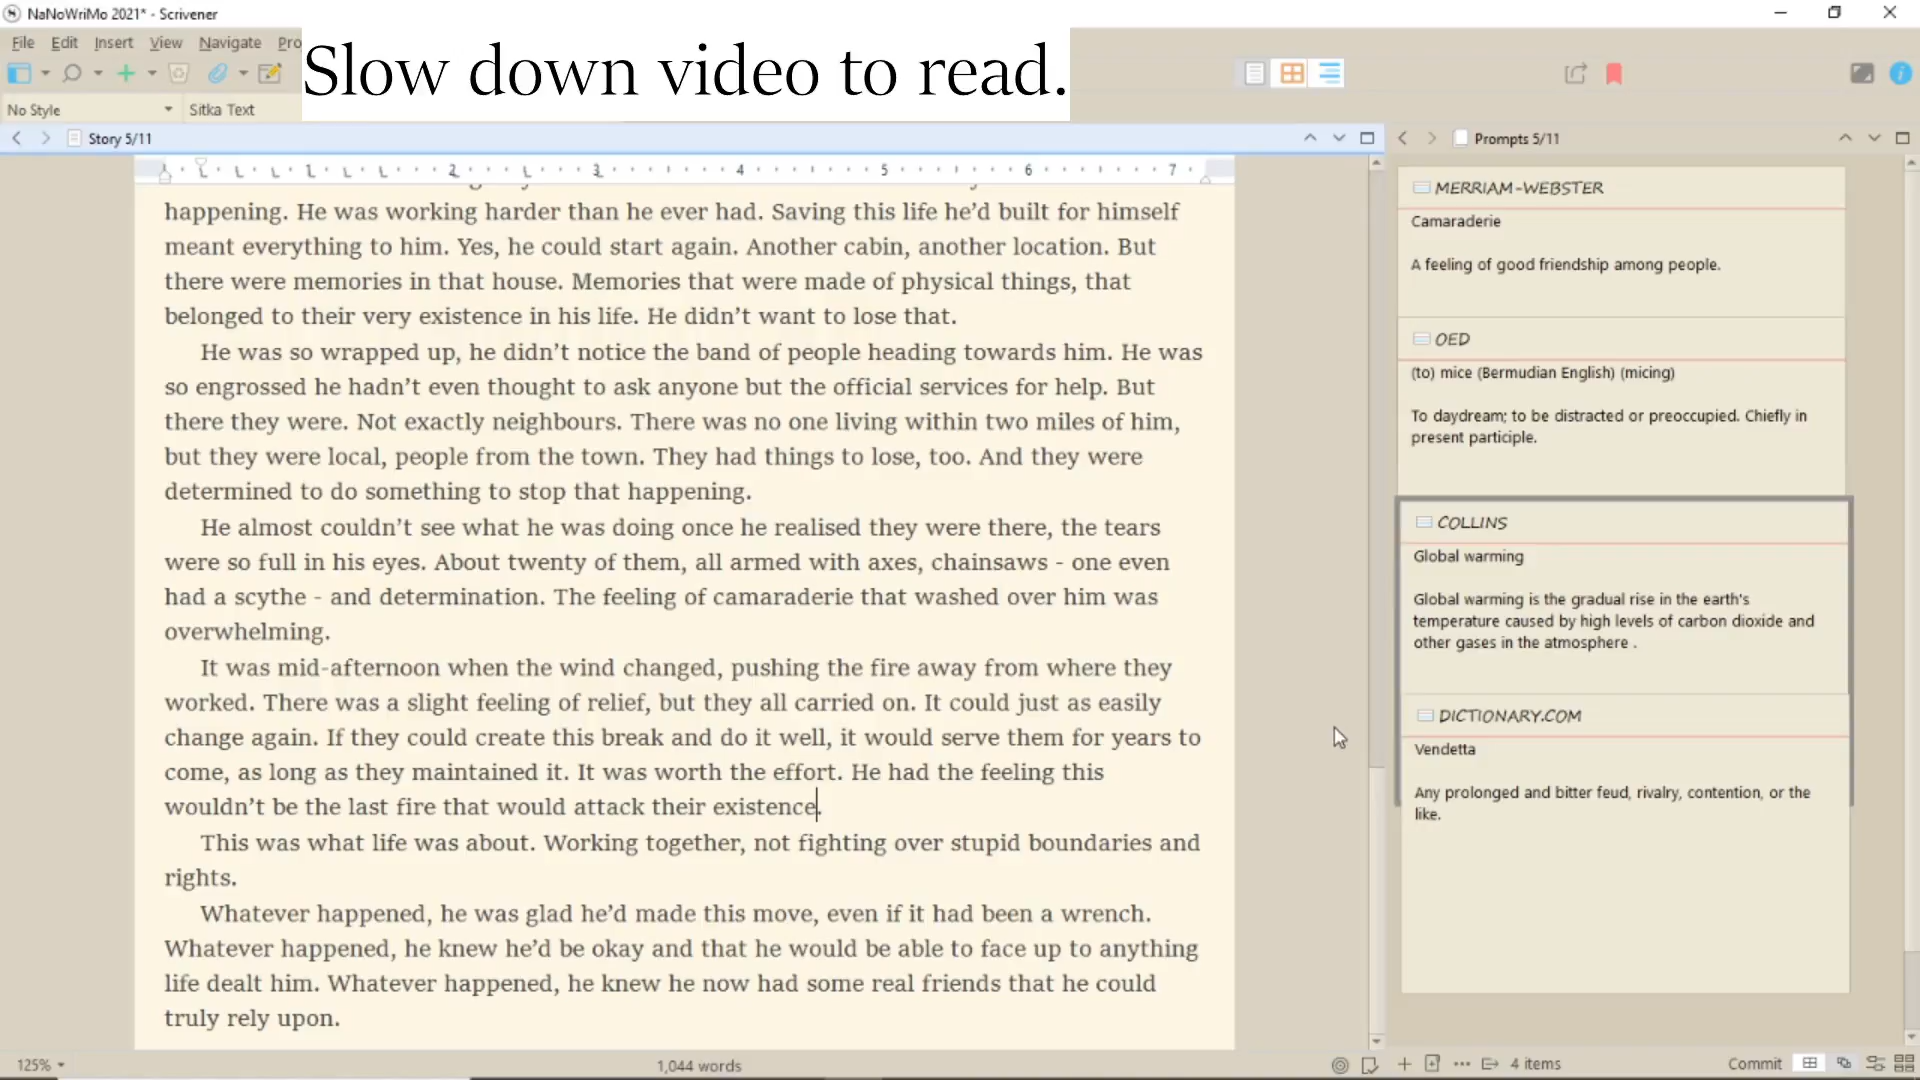 NaNoWriMo 2021* - Scrivener
File Edit Insert View Navigate
Slow down video to read.
No Style
Sitka Text
Story 5/11
Prompts 5/11
1 2 3 4 5 6 7
happening. He was working harder than he ever had. Saving this life he’d built for himself
meant everything to him. Yes, he could start again. Another cabin, another location. But
there were memories in that house. Memories that were made of physical things, that
belonged to their very existence in his life. He didn’t want to lose that.
He was so wrapped up, he didn’t notice the band of people heading towards him. He was
so engrossed he hadn’t even thought to ask anyone but the official services for help. But
there they were. Not exactly neighbours. There was no one living within two miles of him,
but they were local, people from the town. They had things to lose, too. And they were
determined to do something to stop that happening.
He almost couldn’t see what he was doing once he realised they were there, the tears
were so full in his eyes. About twenty of them, all armed with axes, chainsaws - one even
had a scythe - and determination. The feeling of camaraderie that washed over him was
overwhelming.
It was mid-afternoon when the wind changed, pushing the fire away from where they
worked. There was a slight feeling of relief, but they all carried on. It could just as easily
change again. If they could create this break and do it well, it would serve them for years to
come, as long as they maintained it. It was worth the effort. He had the feeling this
wouldn’t be the last fire that would attack their existence.
This was what life was about. Working together, not fighting over stupid boundaries and
rights.
Whatever happened, he was glad he’d made this move, even if it had been a wrench.
Whatever happened, he knew he’d be okay and that he would be able to face up to anything
life dealt him. Whatever happened, he knew he now had some real friends that he could
truly rely upon.
MERRIAM-WEBSTER
Camaraderie
A feeling of good friendship among people.
OED
(to) mice (Bermudian English) (micing)
To daydream; to be distracted or preoccupied. Chiefly in
present participle.
COLLINS
Global warming
Global warming is the gradual rise in the earth's
temperature caused by high levels of carbon dioxide and
other gases in the atmosphere .
DICTIONARY.COM
Vendetta
Any prolonged and bitter feud, rivalry, contention, or the
like.
125%
1,044 words
4 items
Commit